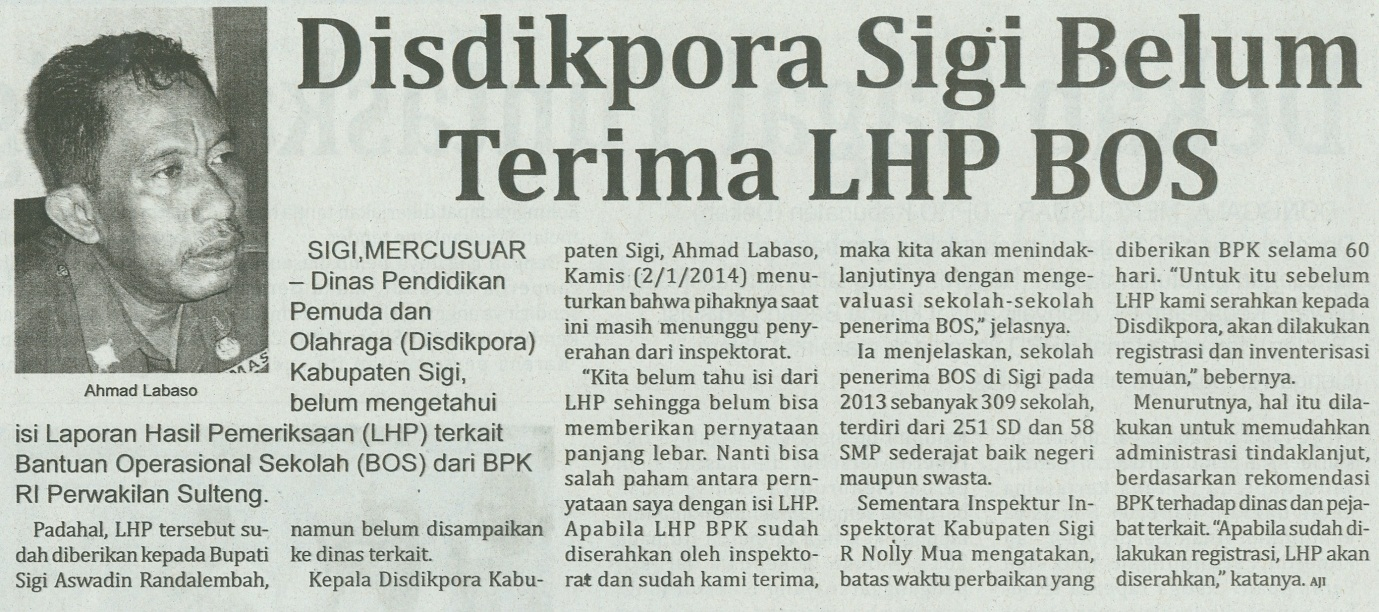 Disdikpora Sigi Belum
Terima LHP BOS
MAS
Ahmad Labaso
SIGI,MERCUSUAR
– Dinas Pendidikan
Pemuda dan
Olahraga (Disdikpora)
Kabupaten Sigi,
belum mengetahui
isi Laporan Hasil Pemeriksaan (LHP) terkait
Bantuan Operasional Sekolah (BOS) dari BPK
RI Perwakilan Sulteng.
Padahal, LHP tersebut su-
dah diberikan kepada Bupati
Sigi Aswadin Randalembah,
namun belum disampaikan
ke dinas terkait.
Kepala Disdikpora Kabu-
paten Sigi, Ahmad Labaso,
Kamis (2/1/2014) menu-
turkan bahwa pihaknya saat
ini masih menunggu peny-
erahan dari inspektorat.
“Kita belum tahu isi dari
LHP sehingga belum bisa
memberikan pernyataan
panjang lebar. Nanti bisa
salah paham antara pern-
yataan saya dengan isi LHP.
Apabila LHP BPK sudah
diserahkan oleh inspekto-
rat dan sudah kami terima,
maka kita akan menindak-
lanjutinya dengan menge-
valuasi sekolah-sekolah
penerima BOS,” jelasnya.
Ia menjelaskan, sekolah
penerima BOS di Sigi pada
2013 sebanyak 309 sekolah,
terdiri dari 251 SD dan 58
SMP sederajat baik negeri
maupun swasta.
Sementara Inspektur In-
spektorat Kabupaten Sigi
R Nolly Mua mengatakan,
batas waktu perbaikan yang
diberikan BPK selama 60
hari. “Untuk itu sebelum
LHP kami serahkan kepada
Disdikpora, akan dilakukan
registrasi dan inventerisasi
temuan,” bebernya.
Menurutnya, hal itu dila-
kukan untuk memudahkan
administrasi tindaklanjut,
berdasarkan rekomendasi
BPK terhadap dinas dan peja-
bat terkait. “Apabila sudah di-
lakukan registrasi, LHP akan
diserahkan,” katanya. AJI